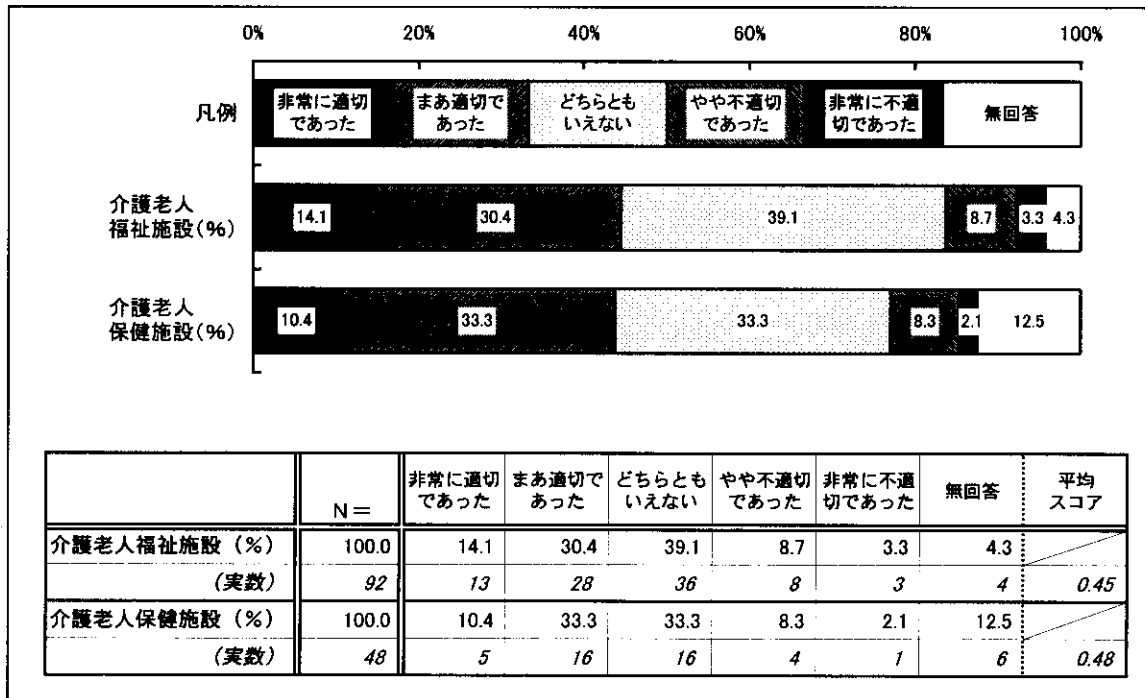 0% 20% 40% 60% 80% 100%
凡例
非常に適切
であった
まあ適切で
あった
どちらとも
いえない
やや不適切
であった
非常に不適
切であった
無回答
介護老人
福祉施設(%)
14.1 30.4 39.1 8.7 3.3 4.3
介護老人
保健施設(%)
10.4 33.3 33.3 8.3 2.1 12.5
N=
非常に適切
であった
まあ適切で
あった
どちらとも
いえない
やや不適切
であった
非常に不適
切であった
無回答
平均
スコア
介護老人福祉施設(%) 100.0 14.1 30.4 39.1 8.7 3.3 4.3
(実数) 92 13 28 36 8 3 4 0.45
介護老人保健施設(%) 100.0 10.4 33.3 33.3 8.3 2.1 12.5
(実数) 48 5 16 16 4 1 6 0.48